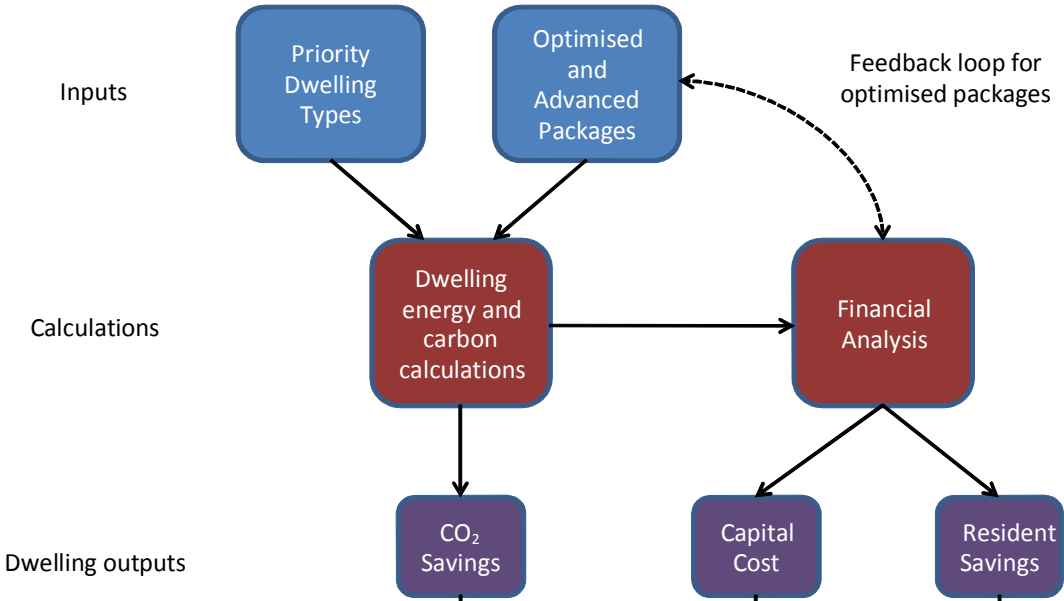 Inputs
Priority
Dwelling
Types
Optimised
and
Advanced
Packages
Feedback loop for
optimised packages
Calculations
Dwelling
energy and
carbon
calculations
Financial
Analysis
Dwelling outputs
CO₂
Savings
Capital
Cost
Resident
Savings